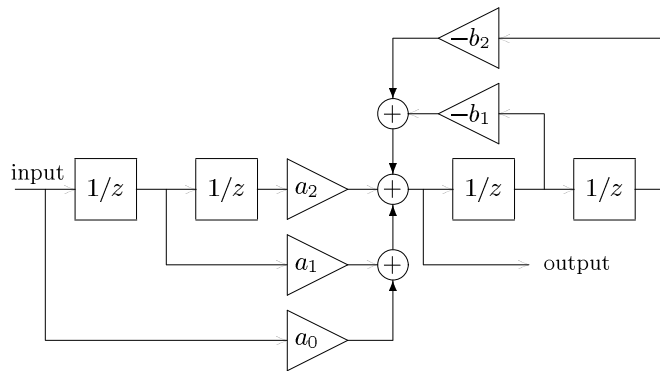 −b₂
−b₁
input
1/z
1/z
a₂
1/z
1/z
a₁
output
a₀